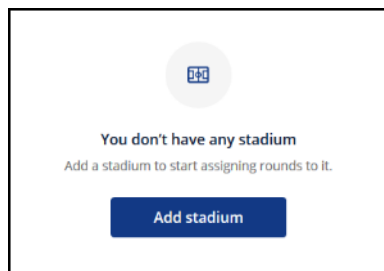 You don't have any stadium
Add a stadium to start assigning rounds to it.
Add stadium